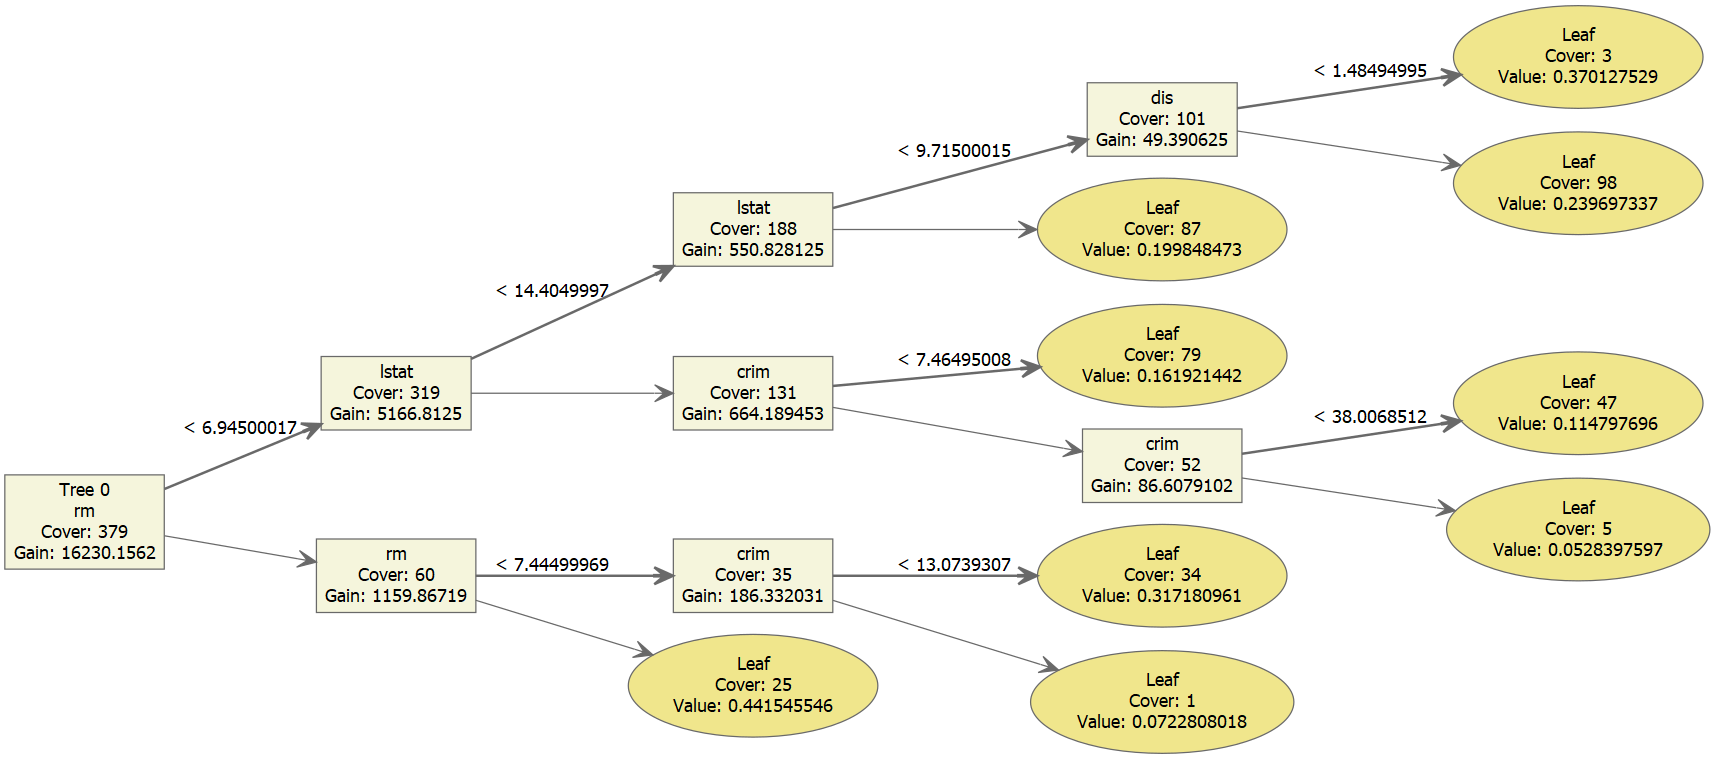 Tree 0
rm
Cover: 379
Gain: 16230.1562
< 6.94500017
lstat
Cover: 319
Gain: 5166.8125
< 14.4049997
lstat
Cover: 188
Gain: 550.828125
< 9.71500015
dis
Cover: 101
Gain: 49.390625
< 1.48494995
Leaf
Cover: 3
Value: 0.370127529
Leaf
Cover: 98
Value: 0.239697337
Leaf
Cover: 87
Value: 0.199848473
crim
Cover: 131
Gain: 664.189453
< 7.46495008
Leaf
Cover: 79
Value: 0.161921442
crim
Cover: 52
Gain: 86.6079102
< 38.0068512
Leaf
Cover: 47
Value: 0.114797696
Leaf
Cover: 5
Value: 0.0528397597
rm
Cover: 60
Gain: 1159.86719
< 7.44499969
crim
Cover: 35
Gain: 186.332031
< 13.0739307
Leaf
Cover: 34
Value: 0.317180961
Leaf
Cover: 1
Value: 0.0722808018
Leaf
Cover: 25
Value: 0.441545546